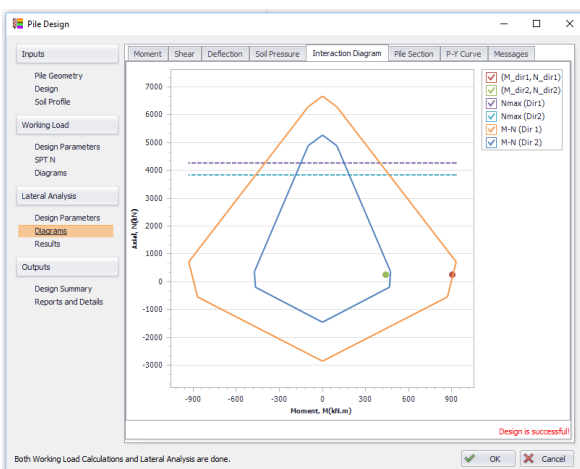 Pile Design
Inputs
Pile Geometry
Design
Soil Profile
Working Load
Design Parameters
SPT N
Diagrams
Lateral Analysis
Design Parameters
Diagrams
Results
Outputs
Design Summary
Reports and Details
Moment Shear Deflection Soil Pressure Interaction Diagram Pile Section P-Y Curve Messages
7000
6000
5000
4000
3000
2000
1000
0
-1000
-2000
-3000
Axial, N(kN)
-900 -600 -300 0 300 600 900
Moment, M(kN.m)
(M_dir1, N_dir1)
(M_dir2, N_dir2)
Nmax (Dir1)
Nmax (Dir2)
M-N (Dir 1)
M-N (Dir 2)
Design is successful!
Both Working Load Calculations and Lateral Analysis are done.
OK Cancel